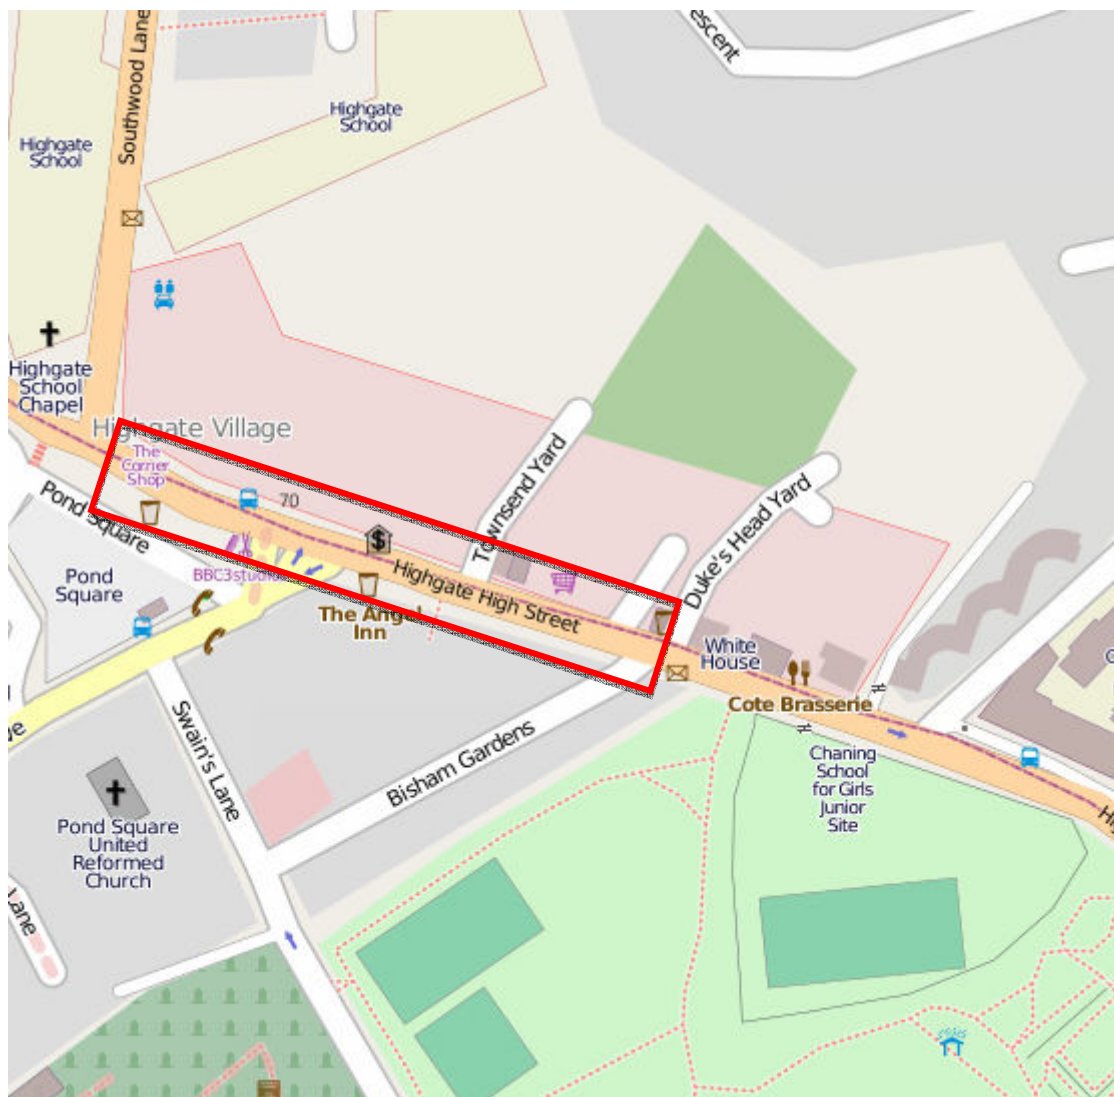 escent
Southwood Lane
Highgate
School
Highgate
School
Highgate
School
Chapel
Highgate Village
The
Corner
Shop
70
Pond Square
Townsend Yard
Duke's Head Yard
BBC3studio
$
Highgate High Street
Pond
Square
The Angel
Inn
White
House
Cote Brasserie
Swain's Lane
Bisham Gardens
Chaning
School
for Girls
Junior
Site
Pond Square
United
Reformed
Church
Lane